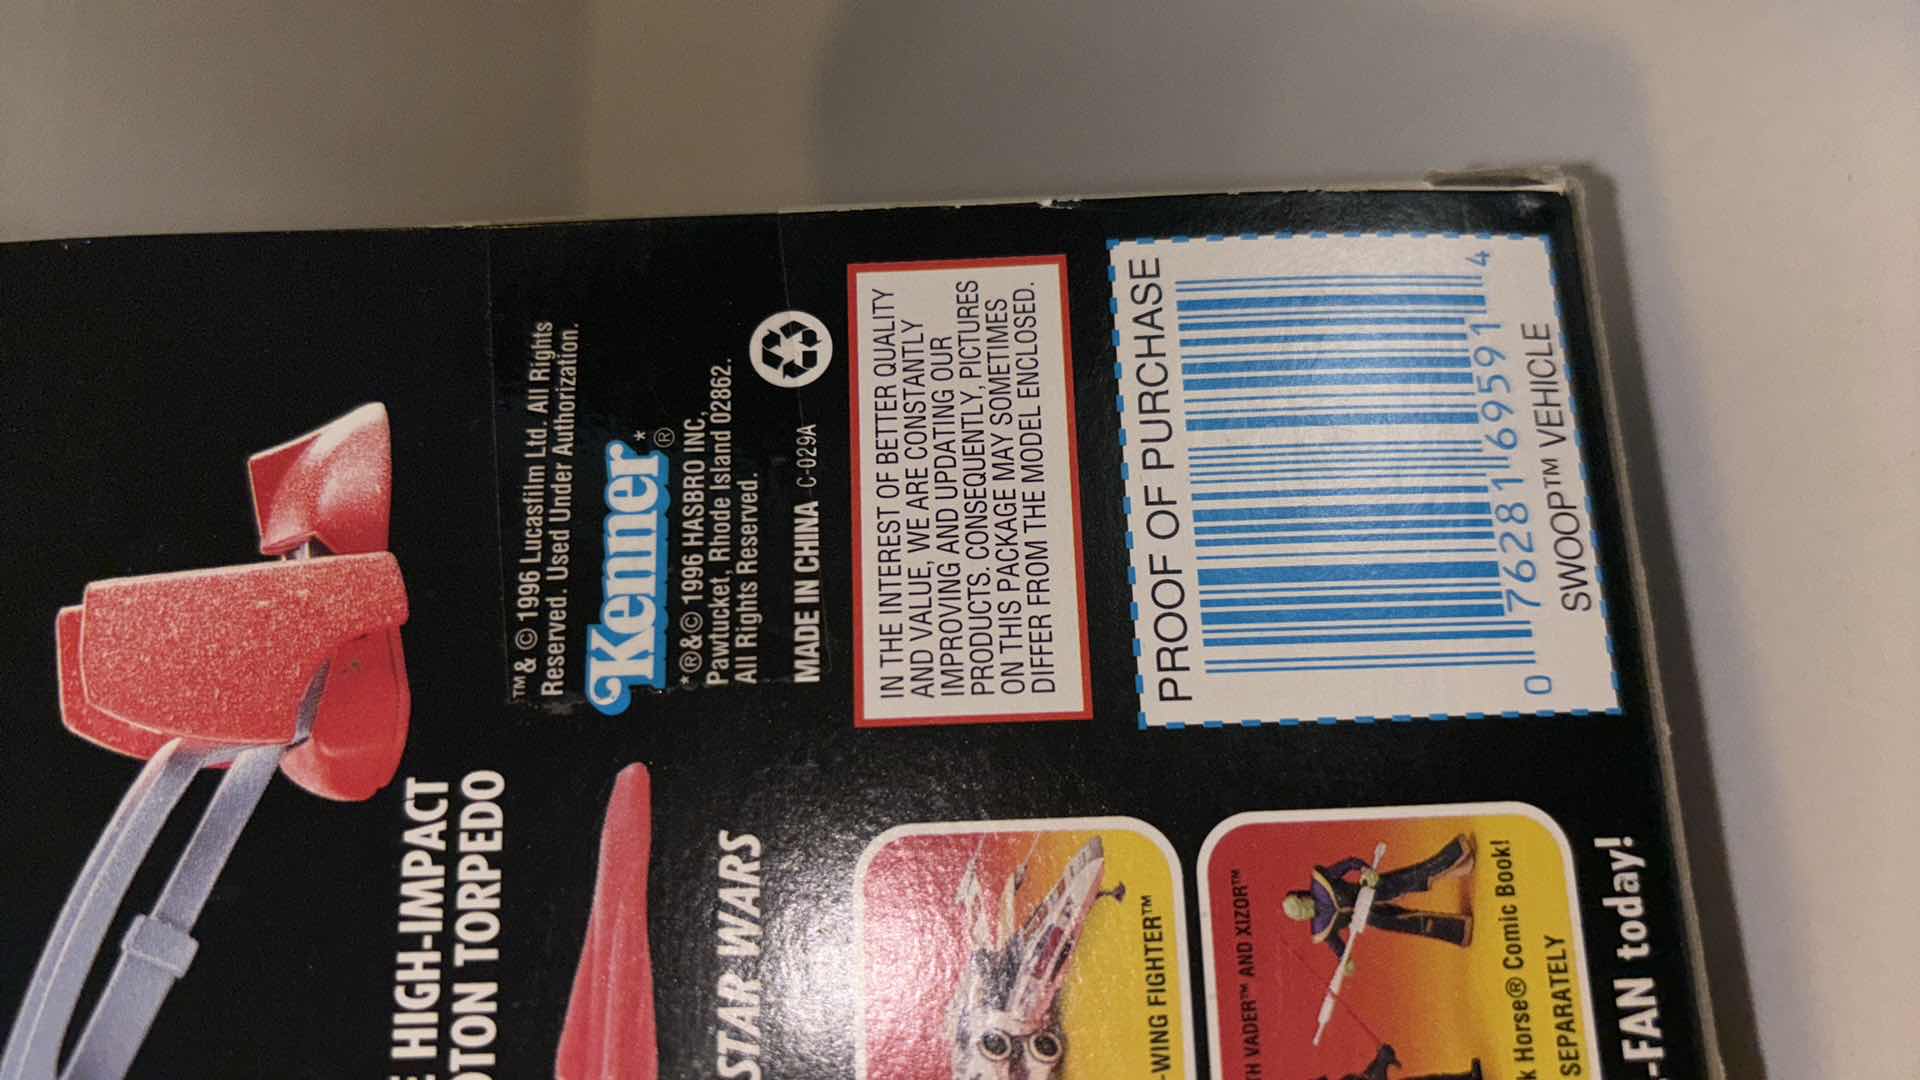 HIGH-IMPACT
TON TORPEDO
STAR WARS
-WING FIGHTER™
TH VADER™ AND XIZOR™
k Horse® Comic Book!
SEPARATELY
-FAN today!
™& © 1996 Lucasfilm Ltd. All Rights
Reserved. Used Under Authorization.
Kenner*®
*®&© 1996 HASBRO INC,
Pawtucket, Rhode Island 02862.
All Rights Reserved.
MADE IN CHINA C-029A
IN THE INTEREST OF BETTER QUALITY
AND VALUE, WE ARE CONSTANTLY
IMPROVING AND UPDATING OUR
PRODUCTS. CONSEQUENTLY, PICTURES
ON THIS PACKAGE MAY SOMETIMES
DIFFER FROM THE MODEL ENCLOSED.
PROOF OF PURCHASE
0 76281 69591 4
SWOOP™ VEHICLE